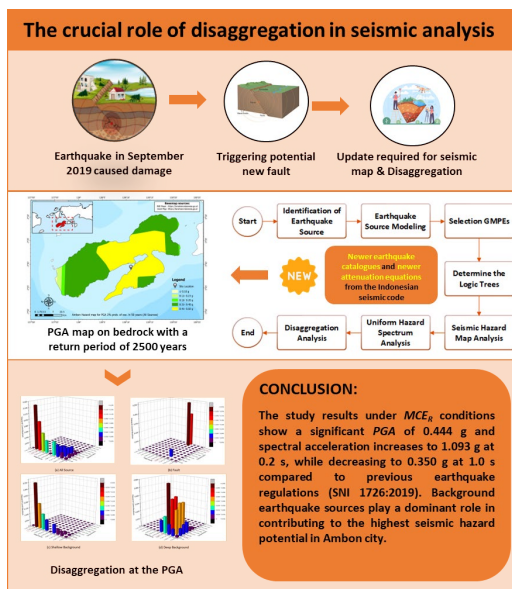 The crucial role of disaggregation in seismic analysis
Earthquake in September
2019 caused damage
Triggering potential
new fault
Update required for seismic
map & Disaggregation
Legend
PGA map on bedrock with a
return period of 2500 years
Start
Identification of
Earthquake
Source
Earthquake
Source Modeling
Selection GMPEs
NEW
Newer earthquake
catalogues and newer
attenuation equations
from the Indonesian
seismic code
Determine the
Logic Trees
End
Disaggregation
Analysis
Uniform Hazard
Spectrum
Analysis
Seismic Hazard
Map Analysis
(a) All Source
(b) Fault
(c) Shallow Background
(d) Deep Background
Disaggregation at the PGA
CONCLUSION:
The study results under MCER conditions
show a significant PGA of 0.444 g and
spectral acceleration increases to 1.093 g at
0.2 s, while decreasing to 0.350 g at 1.0 s
compared to previous earthquake
regulations (SNI 1726:2019). Background
earthquake sources play a dominant role in
contributing to the highest seismic hazard
potential in Ambon city.